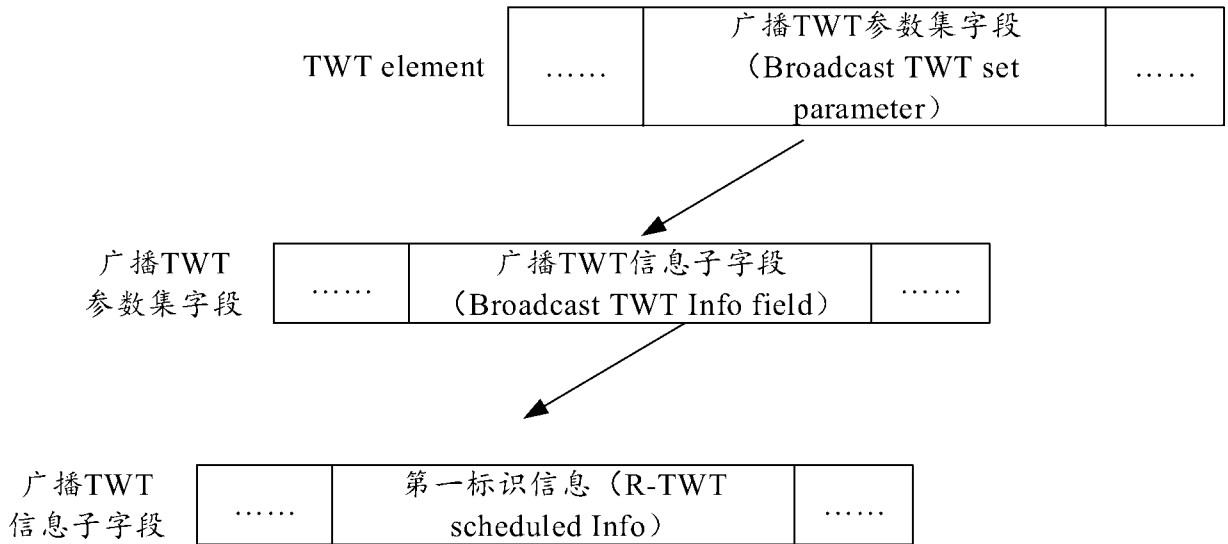 广播TWT参数集字段
TWT element
……
（Broadcast TWT set
……
parameter）
广播TWT
参数集字段
……
广播TWT信息子字段
（Broadcast TWT Info field）
……
广播TWT
信息子字段
……
第一标识信息（R-TWT
scheduled Info）
……